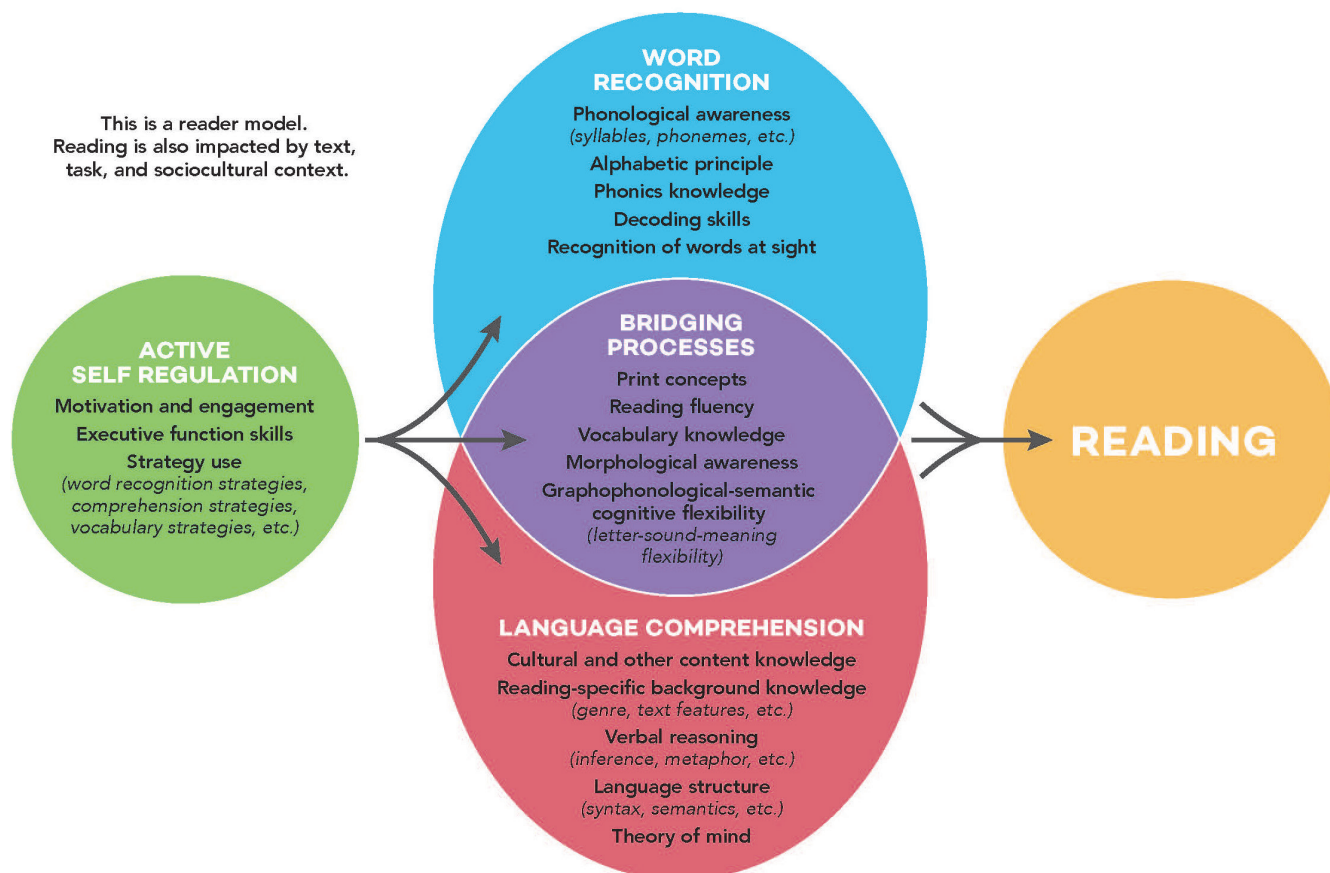 This is a reader model.
Reading is also impacted by text,
task, and sociocultural context.
ACTIVE
SELF REGULATION
Motivation and engagement
Executive function skills
Strategy use
(word recognition strategies,
comprehension strategies,
vocabulary strategies, etc.)
WORD
RECOGNITION
Phonological awareness
(syllables, phonemes, etc.)
Alphabetic principle
Phonics knowledge
Decoding skills
Recognition of words at sight
BRIDGING
PROCESSES
Print concepts
Reading fluency
Vocabulary knowledge
Morphological awareness
Graphophonological-semantic
cognitive flexibility
(letter-sound-meaning
flexibility)
LANGUAGE COMPREHENSION
Cultural and other content knowledge
Reading-specific background knowledge
(genre, text features, etc.)
Verbal reasoning
(inference, metaphor, etc.)
Language structure
(syntax, semantics, etc.)
Theory of mind
READING